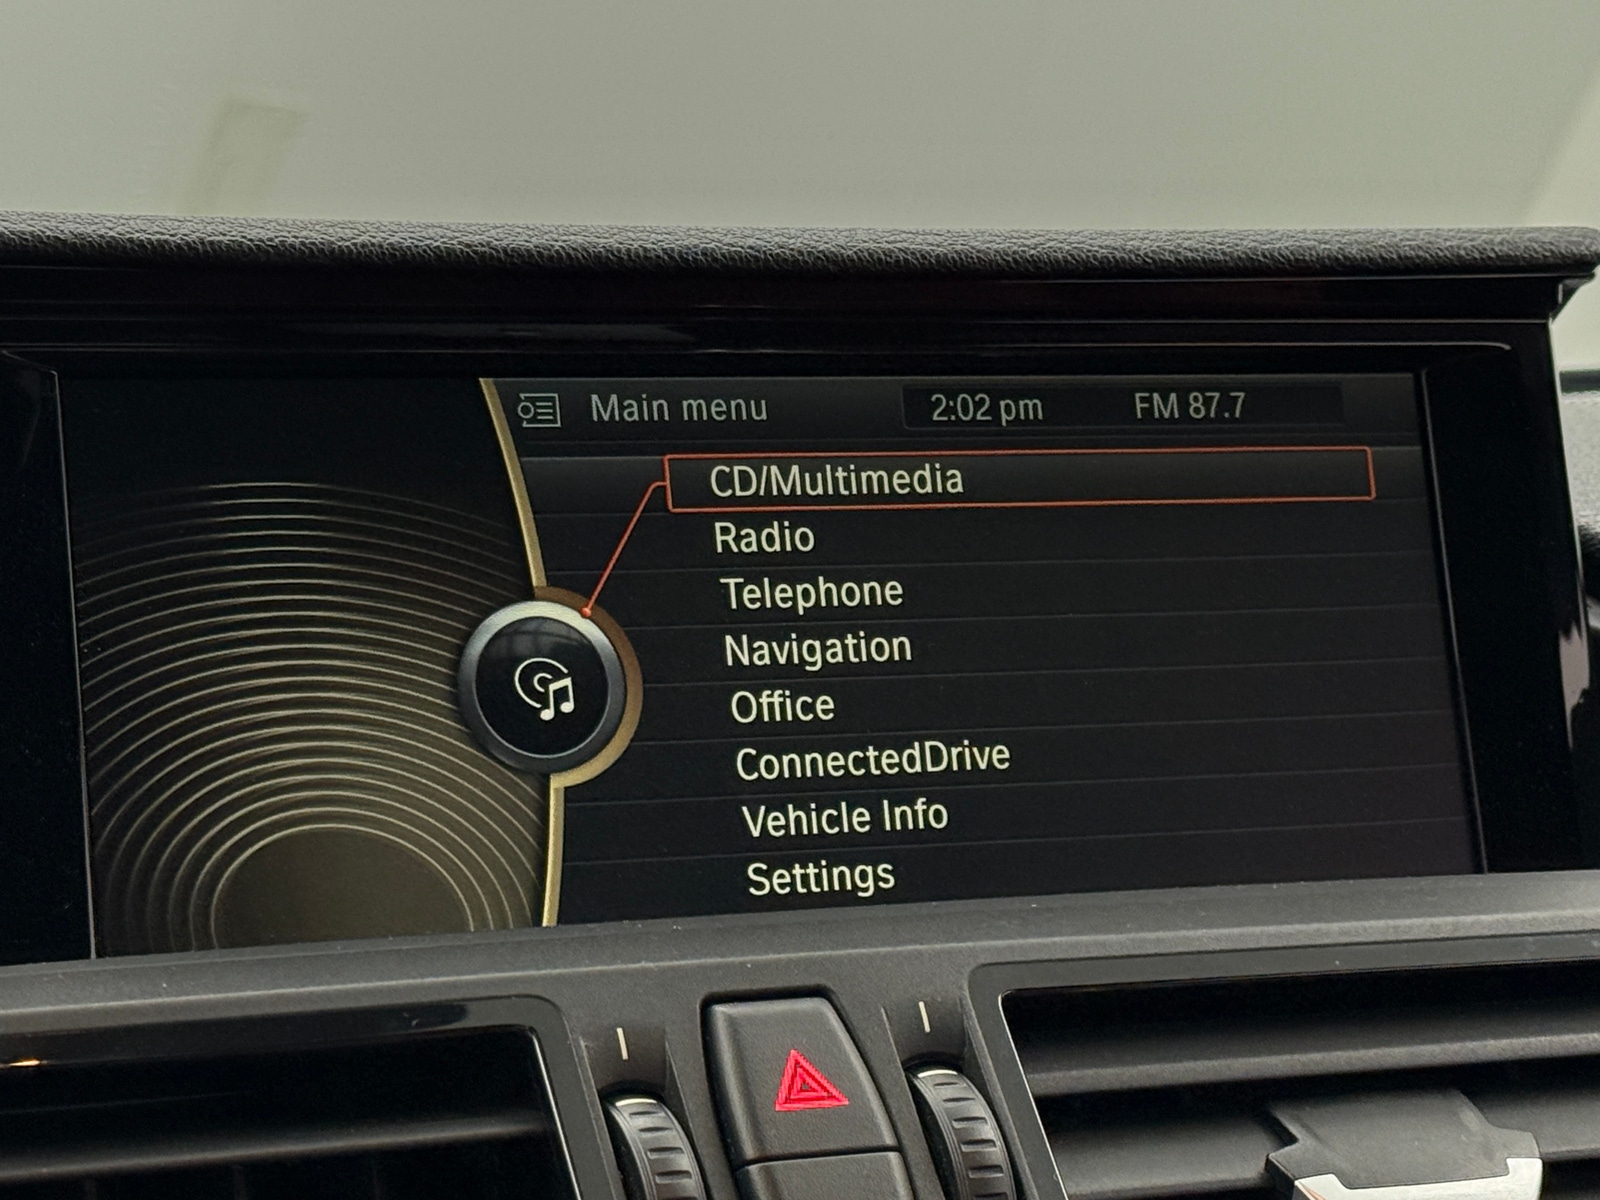 Main menu 2:02 pm FM 87.7
CD/Multimedia
Radio
Telephone
Navigation
Office
ConnectedDrive
Vehicle Info
Settings